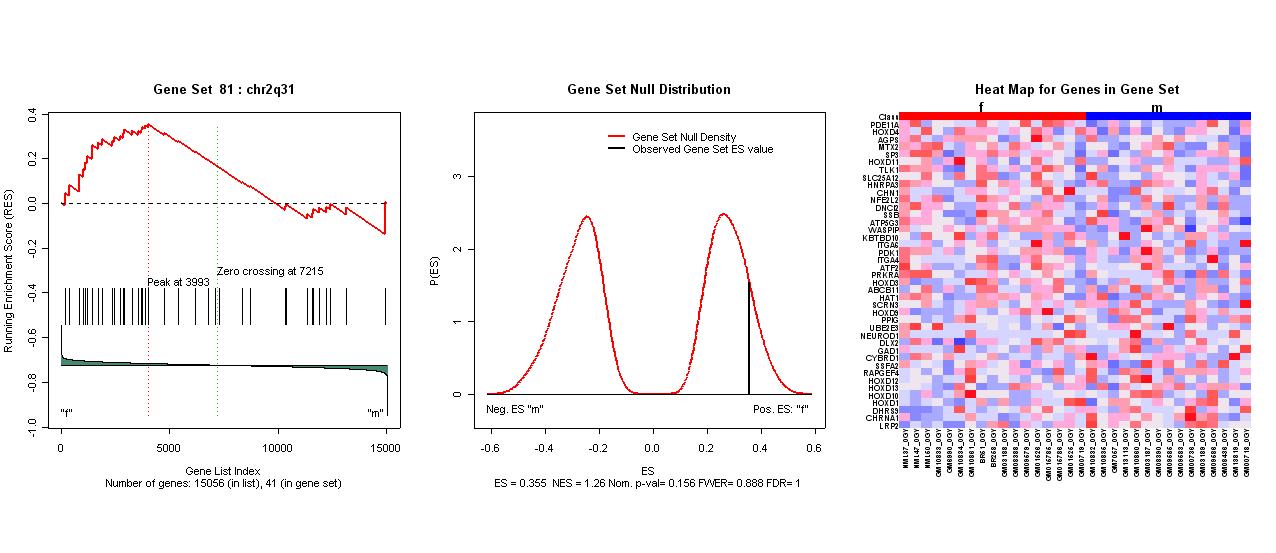 Gene Set 81 : chr2q31
Running Enrichment Score (RES)
0.4
0.2
0.0
-0.2
-0.4
-0.6
-0.8
-1.0
Zero crossing at 7215
Peak at 3993
"f"
"m"
0
5000
10000
15000
Gene List Index
Number of genes: 15056 (in list), 41 (in gene set)
Gene Set Null Distribution
Gene Set Null Density
Observed Gene Set ES value
P(ES)
3
2
1
0
Neg. ES "m"
Pos. ES: "f"
-0.6
-0.4
-0.2
0.0
0.2
0.4
0.6
ES
ES = 0.355 NES = 1.26 Nom. p-val= 0.156 FWER= 0.888 FDR= 1
Heat Map for Genes in Gene Set
f
m
Class
PDE11A
HOXD4
AGPS
MTX2
SP3
HOXD11
TLK1
SLC25A12
HNRPA3
CHN1
NFE2L2
DNCI2
SSB
ATP5G3
WASPIP
KBTBD10
ITGA6
PDK1
ITGA4
ATF2
PRKRA
HOXD3
ABCB11
HAT1
SCRN3
HOXD9
PPIG
UBE2E3
NEUROD1
DLX2
GAD1
CYBRD1
SSFA2
RAPGEF4
HOXD12
HOXD13
HOXD10
HOXD1
DHRS9
CHRNA1
LRP2